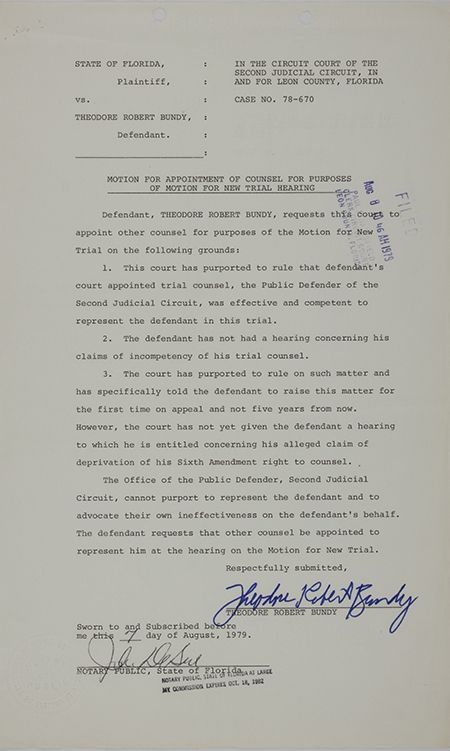 STATE OF FLORIDA, : IN THE CIRCUIT COURT OF THE
SECOND JUDICIAL CIRCUIT, IN
Plaintiff, : AND FOR LEON COUNTY, FLORIDA
vs. : CASE NO. 78-670
THEODORE ROBERT BUNDY, :
Defendant. :
:
MOTION FOR APPOINTMENT OF COUNSEL FOR PURPOSES
OF MOTION FOR NEW TRIAL HEARING
FILED
AUG 8 10 46 AM 1979
Defendant, THEODORE ROBERT BUNDY, requests this court to
appoint other counsel for purposes of the Motion for New
Trial on the following grounds:
1. This court has purported to rule that defendant's
court appointed trial counsel, the Public Defender of the
Second Judicial Circuit, was effective and competent to
represent the defendant in this trial.
2. The defendant has not had a hearing concerning his
claims of incompetency of his trial counsel.
3. The court has purported to rule on such matter and
has specifically told the defendant to raise this matter for
the first time on appeal and not five years from now.
However, the court has not yet given the defendant a hearing
to which he is entitled concerning his alleged claim of
deprivation of his Sixth Amendment right to counsel.
The Office of the Public Defender, Second Judicial
Circuit, cannot purport to represent the defendant and to
advocate their own ineffectiveness on the defendant's behalf.
The defendant requests that other counsel be appointed to
represent him at the hearing on the Motion for New Trial.
Respectfully submitted,
Theodore Robert Bundy
THEODORE ROBERT BUNDY
Sworn to and Subscribed before
me this 7 day of August, 1979.
NOTARY PUBLIC, State of Florida
NOTARY PUBLIC, STATE OF FLORIDA AT LARGE
MY COMMISSION EXPIRES OCT. 18, 1982